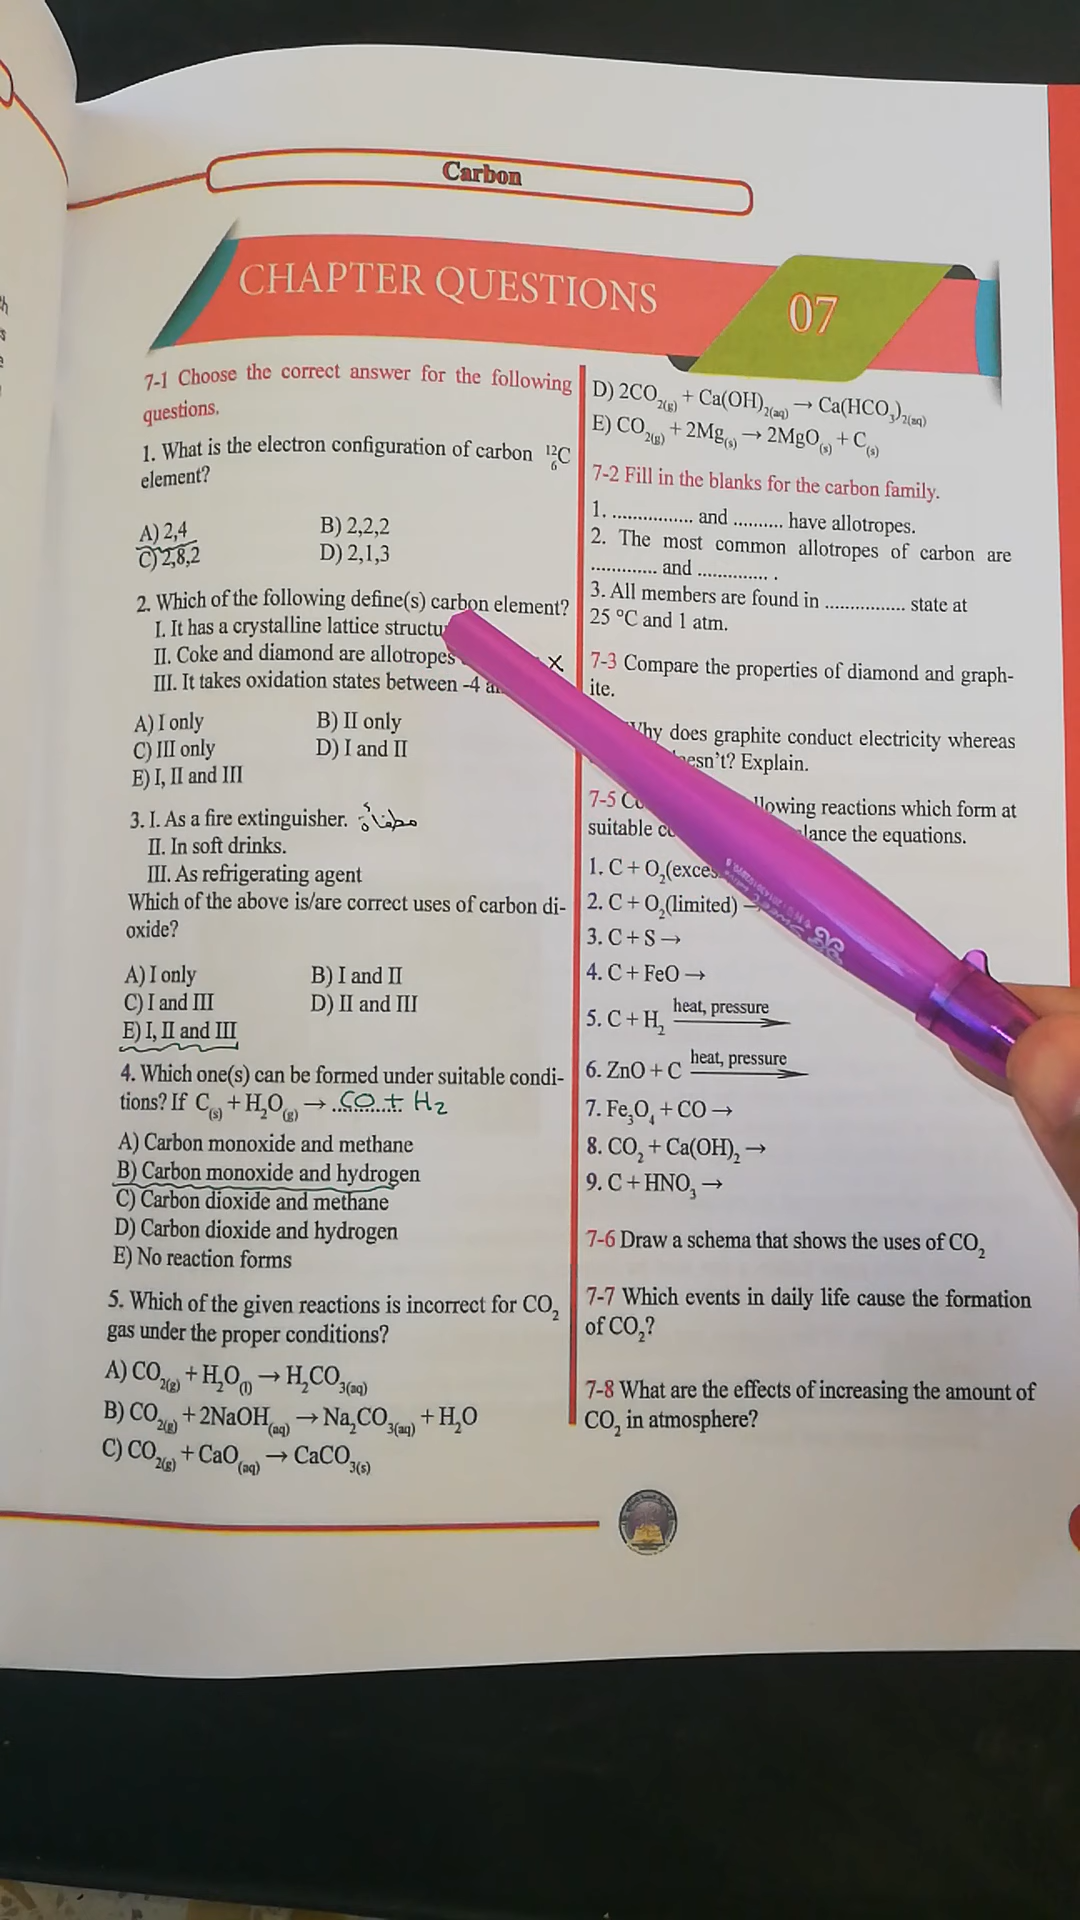 Carbon
CHAPTER QUESTIONS
07
7-1 Choose the correct answer for the following
questions.
1. What is the electron configuration of carbon ¹²₆C
element?
A) 2,4
B) 2,2,2
C) 2,8,2
D) 2,1,3
2. Which of the following define(s) carbon element?
I. It has a crystalline lattice
II. Coke and diamond are allotropes x
III. It takes oxidation states between -4
A) I only
B) II only
C) III only
D) I and II
E) I, II and III
3. I. As a fire extinguisher. مطفأة
II. In soft drinks.
III. As refrigerating agent
Which of the above is/are correct uses of carbon di-
oxide?
A) I only
B) I and II
C) I and III
D) II and III
E) I, II and III
4. Which one(s) can be formed under suitable condi-
tions? If C(s) + H₂O(g) → CO + H₂
A) Carbon monoxide and methane
B) Carbon monoxide and hydrogen
C) Carbon dioxide and methane
D) Carbon dioxide and hydrogen
E) No reaction forms
5. Which of the given reactions is incorrect for CO₂
gas under the proper conditions?
A) CO₂(g) + H₂O(l) → H₂CO₃(aq)
B) CO₂(g) + 2NaOH(aq) → Na₂CO₃(aq) + H₂O
C) CO₂(g) + CaO(aq) → CaCO₃(s)
D) 2CO₂(g) + Ca(OH)₂(aq) → Ca(HCO₃)₂(aq)
E) CO₂(g) + 2Mg(s) → 2MgO(s) + C(s)
7-2 Fill in the blanks for the carbon family.
1. ................ and .......... have allotropes.
2. The most common allotropes of carbon are
............. and .............. .
3. All members are found in ................ state at
25 °C and 1 atm.
7-3 Compare the properties of diamond and graph-
ite.
does graphite conduct electricity whereas
Explain.
7-5 reactions which form at
suitable the equations.
1. C + O₂
2. C + O₂(limited)
3. C + S →
4. C + FeO →
5. C + H₂ heat, pressure →
6. ZnO + C heat, pressure →
7. Fe₃O₄ + CO →
8. CO₂ + Ca(OH)₂ →
9. C + HNO₃ →
7-6 Draw a schema that shows the uses of CO₂
7-7 Which events in daily life cause the formation
of CO₂?
7-8 What are the effects of increasing the amount of
CO₂ in atmosphere?